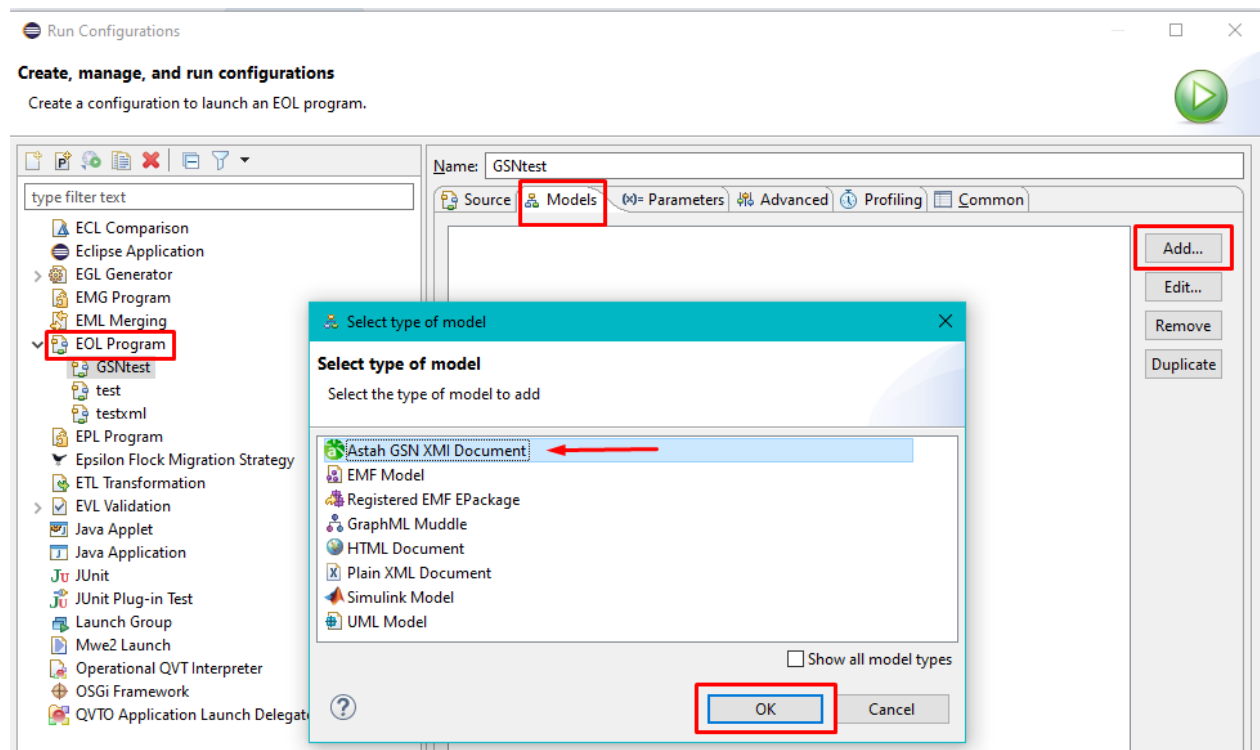 Run Configurations
Create, manage, and run configurations
Create a configuration to launch an EOL program.
Name: GSNtest
type filter text
Source Models (x)= Parameters Advanced Profiling Common
ECL Comparison
Eclipse Application
EGL Generator
EMG Program
EML Merging
EOL Program
GSNtest
test
testxml
EPL Program
Epsilon Flock Migration Strategy
ETL Transformation
EVL Validation
Java Applet
Java Application
JUnit
JUnit Plug-in Test
Launch Group
Mwe2 Launch
Operational QVT Interpreter
OSGi Framework
QVTO Application Launch Delegat
Add...
Edit...
Remove
Duplicate
Select type of model
Select type of model
Select the type of model to add
Astah GSN XMI Document
EMF Model
Registered EMF EPackage
GraphML Muddle
HTML Document
Plain XML Document
Simulink Model
UML Model
Show all model types
OK Cancel